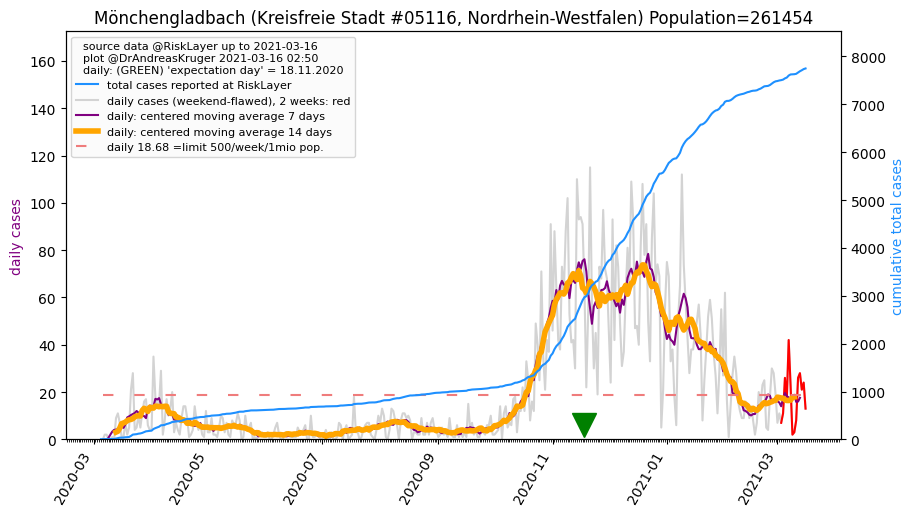 Mönchengladbach (Kreisfreie Stadt #05116, Nordrhein-Westfalen) Population=261454
source data @RiskLayer up to 2021-03-16
plot @DrAndreasKruger 2021-03-16 02:50
daily: (GREEN) 'expectation day' = 18.11.2020
total cases reported at RiskLayer
daily cases (weekend-flawed), 2 weeks: red
daily: centered moving average 7 days
daily: centered moving average 14 days
daily 18.68 =limit 500/week/1mio pop.
daily cases
160
140
120
100
80
60
40
20
0
8000
7000
6000
5000
4000
3000
2000
1000
0
cumulative total cases
2020-03
2020-05
2020-07
2020-09
2020-11
2021-01
2021-03